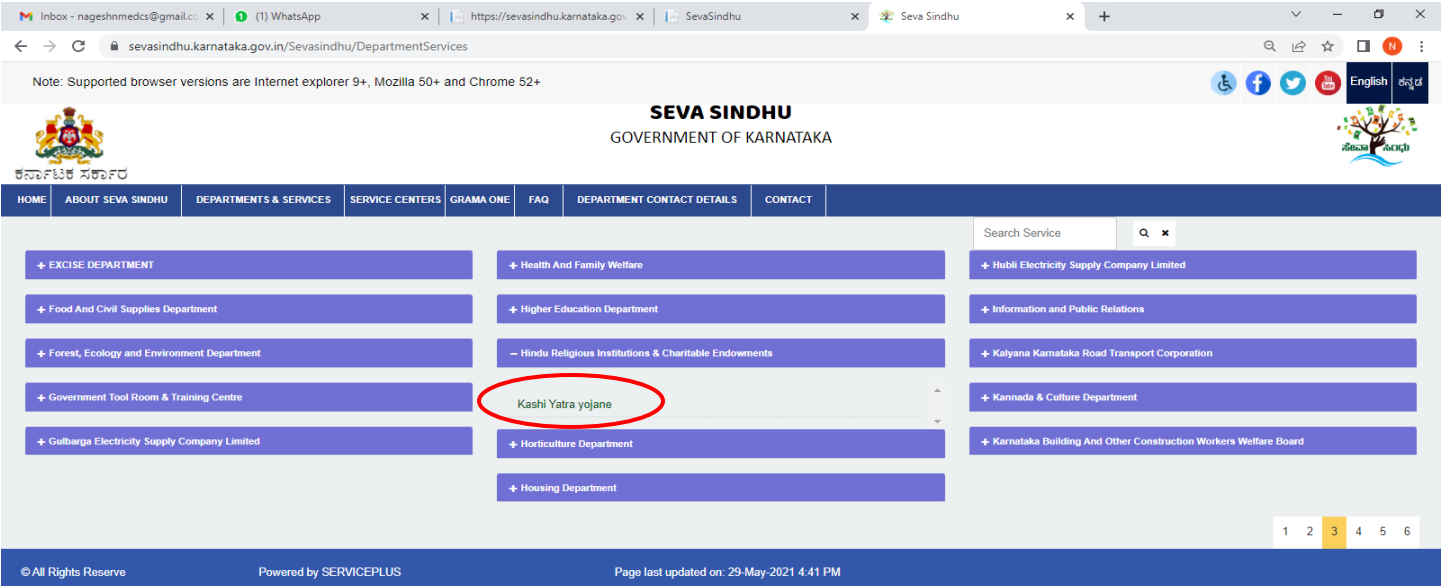 Inbox - nageshnmedcs@gmail.co
(1) WhatsApp
https://sevasindhu.karnataka.gov
SevaSindhu
Seva Sindhu
sevasindhu.karnataka.gov.in/Sevasindhu/DepartmentServices
N
Note: Supported browser versions are Internet explorer 9+, Mozilla 50+ and Chrome 52+
English
ಕನ್ನಡ
SEVA SINDHU
GOVERNMENT OF KARNATAKA
ಕರ್ನಾಟಕ ಸರ್ಕಾರ
ಸೇವಾ ಸಿಂಧು
HOME
ABOUT SEVA SINDHU
DEPARTMENTS & SERVICES
SERVICE CENTERS
GRAMA ONE
FAQ
DEPARTMENT CONTACT DETAILS
CONTACT
Search Service
+ EXCISE DEPARTMENT
+ Food And Civil Supplies Department
+ Forest, Ecology and Environment Department
+ Government Tool Room & Training Centre
+ Gulbarga Electricity Supply Company Limited
+ Health And Family Welfare
+ Higher Education Department
– Hindu Religious Institutions & Charitable Endowments
Kashi Yatra yojane
+ Horticulture Department
+ Housing Department
+ Hubli Electricity Supply Company Limited
+ Information and Public Relations
+ Kalyana Karnataka Road Transport Corporation
+ Kannada & Culture Department
+ Karnataka Building And Other Construction Workers Welfare Board
1 2 3 4 5 6
© All Rights Reserve
Powered by SERVICEPLUS
Page last updated on: 29-May-2021 4:41 PM